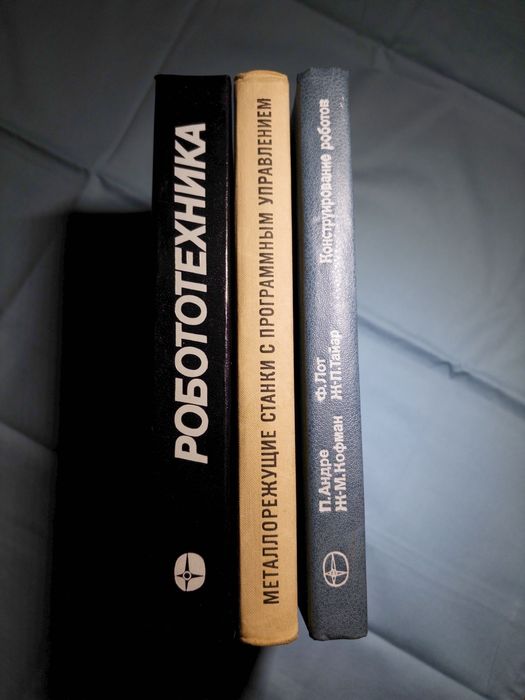 РОБОТОТЕХНИКА
МЕТАЛЛОРЕЖУЩИЕ СТАНКИ С ПРОГРАММНЫМ УПРАВЛЕНИЕМ
П.Андре Ф.Лот
Ж-М.Кофман Ж-П.Тайар
Конструирование роботов